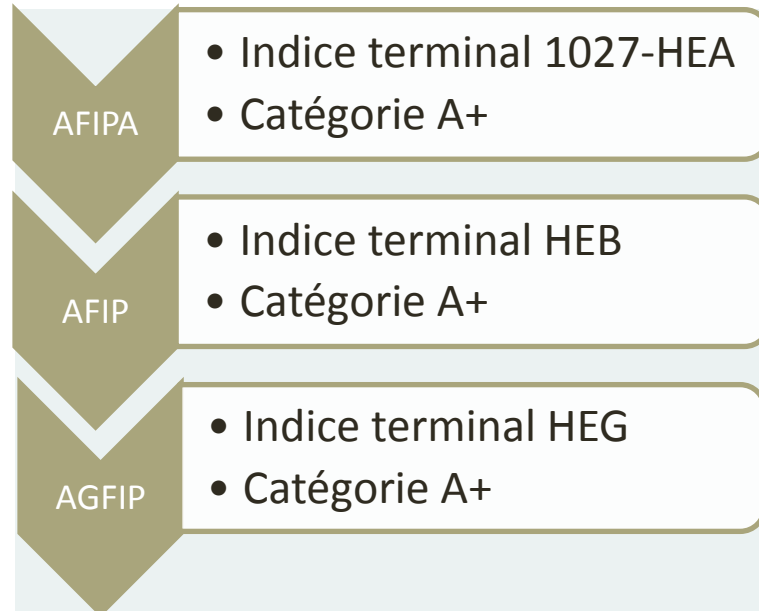 AFIPA
• Indice terminal 1027-HEA
• Catégorie A+
AFIP
• Indice terminal HEB
• Catégorie A+
AGFIP
• Indice terminal HEG
• Catégorie A+